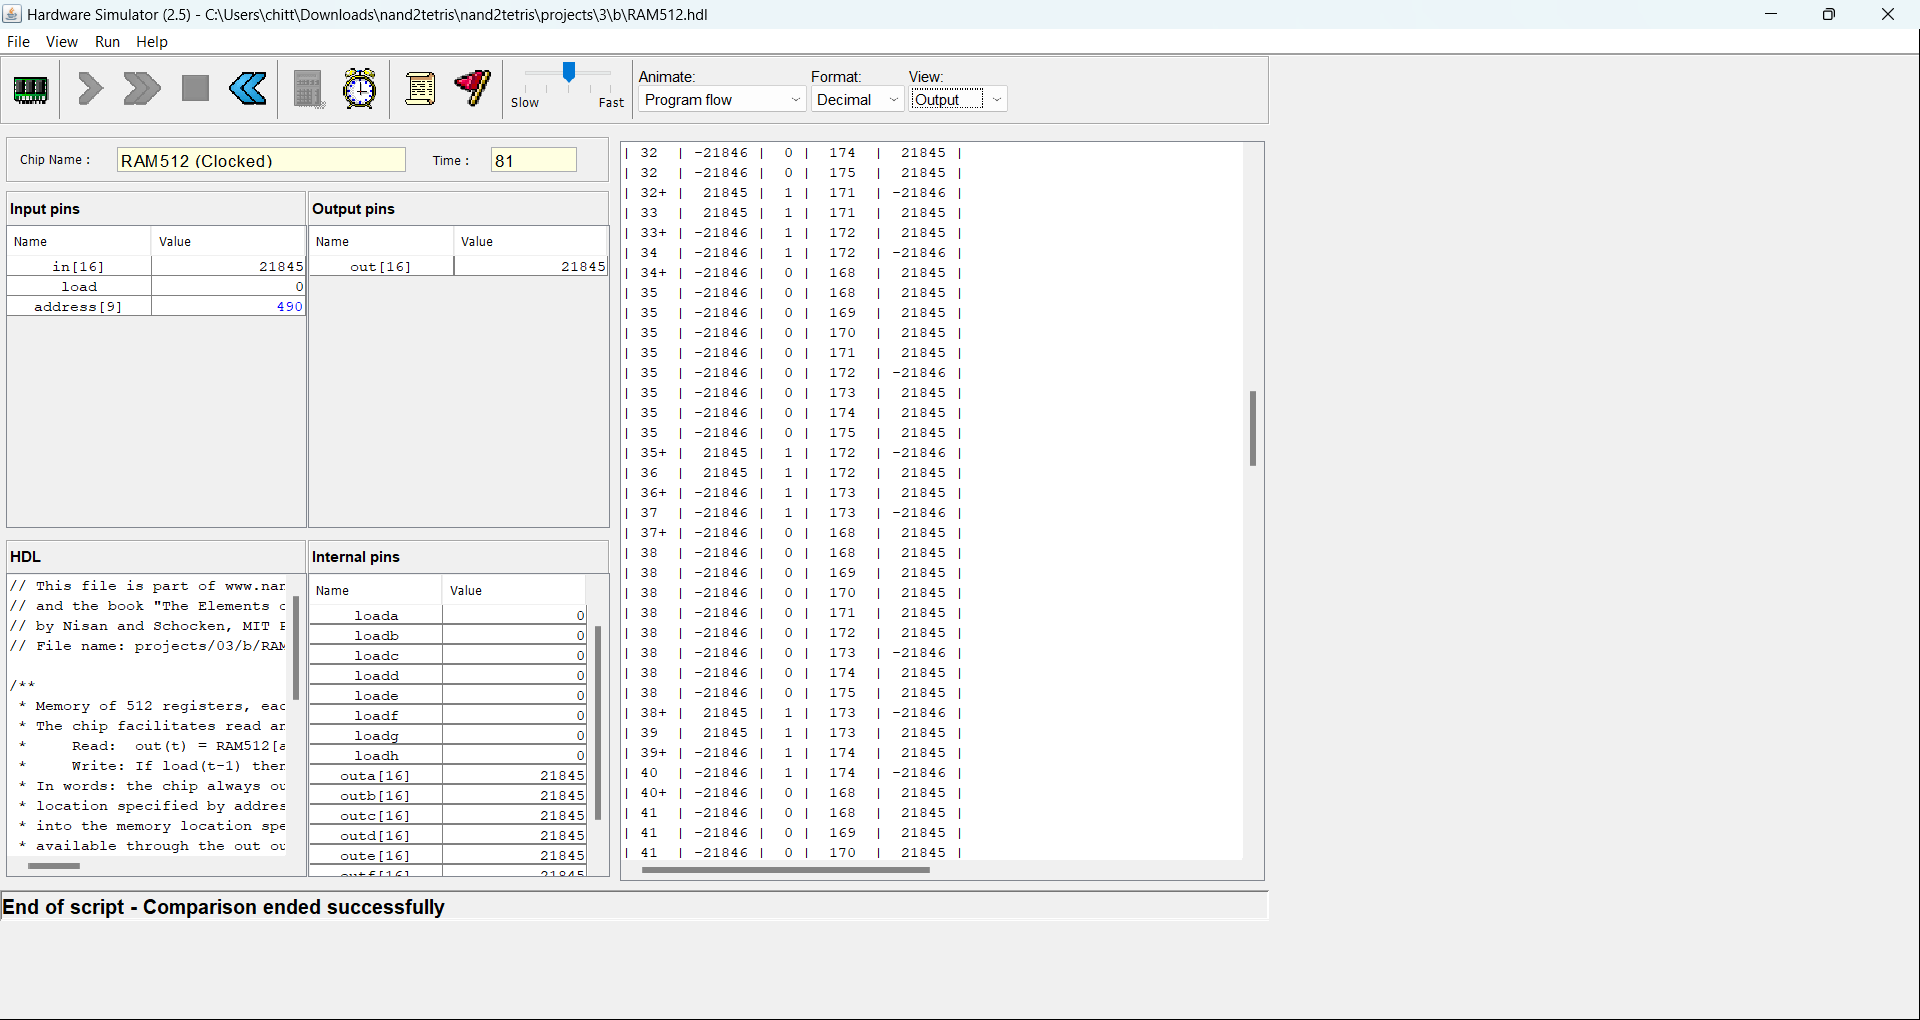 Hardware Simulator (2.5) - C:\Users\chitt\Downloads\nand2tetris\nand2tetris\projects\3\b\RAM512.hdl
File View Run Help
Slow Fast
Animate: Format: View:
Program flow Decimal Output
Chip Name : RAM512 (Clocked) Time : 81
Input pins
Name Value
in[16] 21845
load 0
address[9] 490
Output pins
Name Value
out[16] 21845
HDL
// This file is part of www.nan
// and the book "The Elements o
// by Nisan and Schocken, MIT P
// File name: projects/03/b/RAM
/**
* Memory of 512 registers, eac
* The chip facilitates read an
* Read: out(t) = RAM512[a
* Write: If load(t-1) then
* In words: the chip always ou
* location specified by addres
* into the memory location spe
* available through the out ou
Internal pins
Name Value
loada 0
loadb 0
loadc 0
loadd 0
loade 0
loadf 0
loadg 0
loadh 0
outa[16] 21845
outb[16] 21845
outc[16] 21845
outd[16] 21845
oute[16] 21845
outf[16] 21845
| 32 | -21846 | 0 | 174 | 21845 |
| 32 | -21846 | 0 | 175 | 21845 |
| 32+ | 21845 | 1 | 171 | -21846 |
| 33 | 21845 | 1 | 171 | 21845 |
| 33+ | -21846 | 1 | 172 | 21845 |
| 34 | -21846 | 1 | 172 | -21846 |
| 34+ | -21846 | 0 | 168 | 21845 |
| 35 | -21846 | 0 | 168 | 21845 |
| 35 | -21846 | 0 | 169 | 21845 |
| 35 | -21846 | 0 | 170 | 21845 |
| 35 | -21846 | 0 | 171 | 21845 |
| 35 | -21846 | 0 | 172 | -21846 |
| 35 | -21846 | 0 | 173 | 21845 |
| 35 | -21846 | 0 | 174 | 21845 |
| 35 | -21846 | 0 | 175 | 21845 |
| 35+ | 21845 | 1 | 172 | -21846 |
| 36 | 21845 | 1 | 172 | 21845 |
| 36+ | -21846 | 1 | 173 | 21845 |
| 37 | -21846 | 1 | 173 | -21846 |
| 37+ | -21846 | 0 | 168 | 21845 |
| 38 | -21846 | 0 | 168 | 21845 |
| 38 | -21846 | 0 | 169 | 21845 |
| 38 | -21846 | 0 | 170 | 21845 |
| 38 | -21846 | 0 | 171 | 21845 |
| 38 | -21846 | 0 | 172 | 21845 |
| 38 | -21846 | 0 | 173 | -21846 |
| 38 | -21846 | 0 | 174 | 21845 |
| 38 | -21846 | 0 | 175 | 21845 |
| 38+ | 21845 | 1 | 173 | -21846 |
| 39 | 21845 | 1 | 173 | 21845 |
| 39+ | -21846 | 1 | 174 | 21845 |
| 40 | -21846 | 1 | 174 | -21846 |
| 40+ | -21846 | 0 | 168 | 21845 |
| 41 | -21846 | 0 | 168 | 21845 |
| 41 | -21846 | 0 | 169 | 21845 |
| 41 | -21846 | 0 | 170 | 21845 |
End of script - Comparison ended successfully